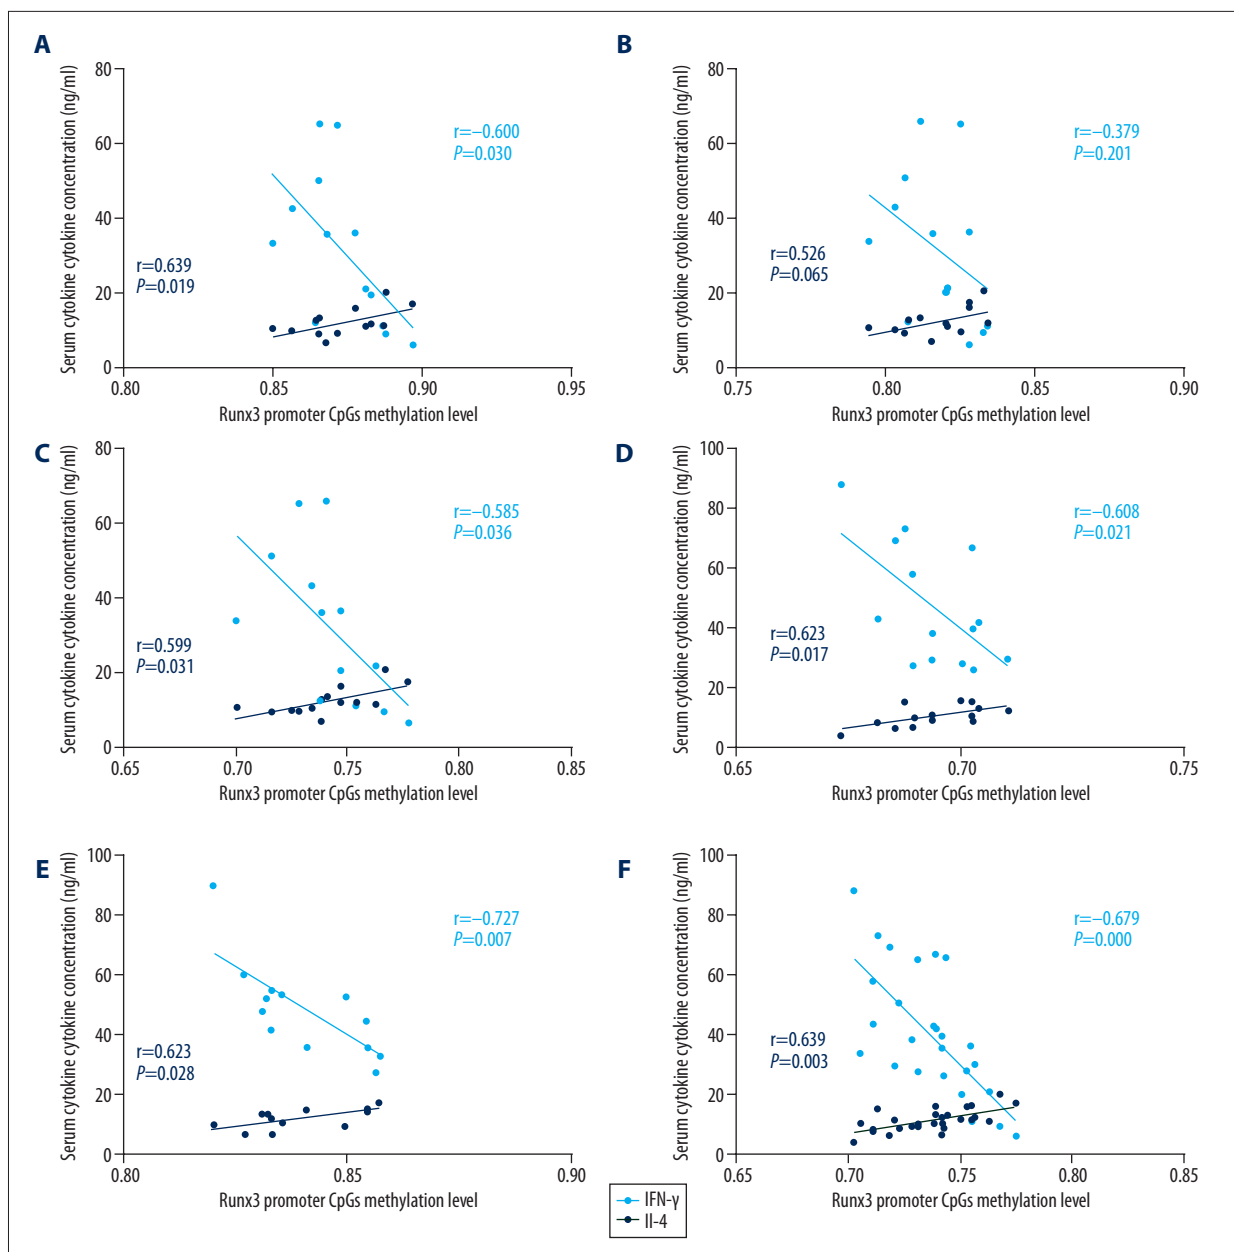 A
Serum cytokine cytokine concentration (ng/ml)
80
60
40
20
0
r=−0.600
P=0.030
r=0.639
P=0.019
0.80
0.85
0.90
0.95
Runx3 promoter CpGs methylation level
B
Serum cytokine cytokine concentration (ng/ml)
80
60
40
20
0
r=−0.379
P=0.201
r=0.526
P=0.065
0.75
0.80
0.85
0.90
Runx3 promoter CpGs methylation level
C
Serum cytokine cytokine concentration (ng/ml)
80
60
40
20
0
r=−0.585
P=0.036
r=0.599
P=0.031
0.65
0.70
0.75
0.80
0.85
Runx3 promoter CpGs methylation level
D
Serum cytokine cytokine concentration (ng/ml)
100
80
60
40
20
0
r=−0.608
P=0.021
r=0.623
P=0.017
0.65
0.70
0.75
Runx3 promoter CpGs methylation level
E
Serum cytokine cytokine concentration (ng/ml)
100
80
60
40
20
0
r=−0.727
P=0.007
r=0.623
P=0.028
0.80
0.85
0.90
Runx3 promoter CpGs methylation level
F
Serum cytokine cytokine concentration (ng/ml)
100
80
60
40
20
0
r=−0.679
P=0.000
r=0.639
P=0.003
0.65
0.70
0.75
0.80
0.85
Runx3 promoter CpGs methylation level
IFN-γ
Il-4